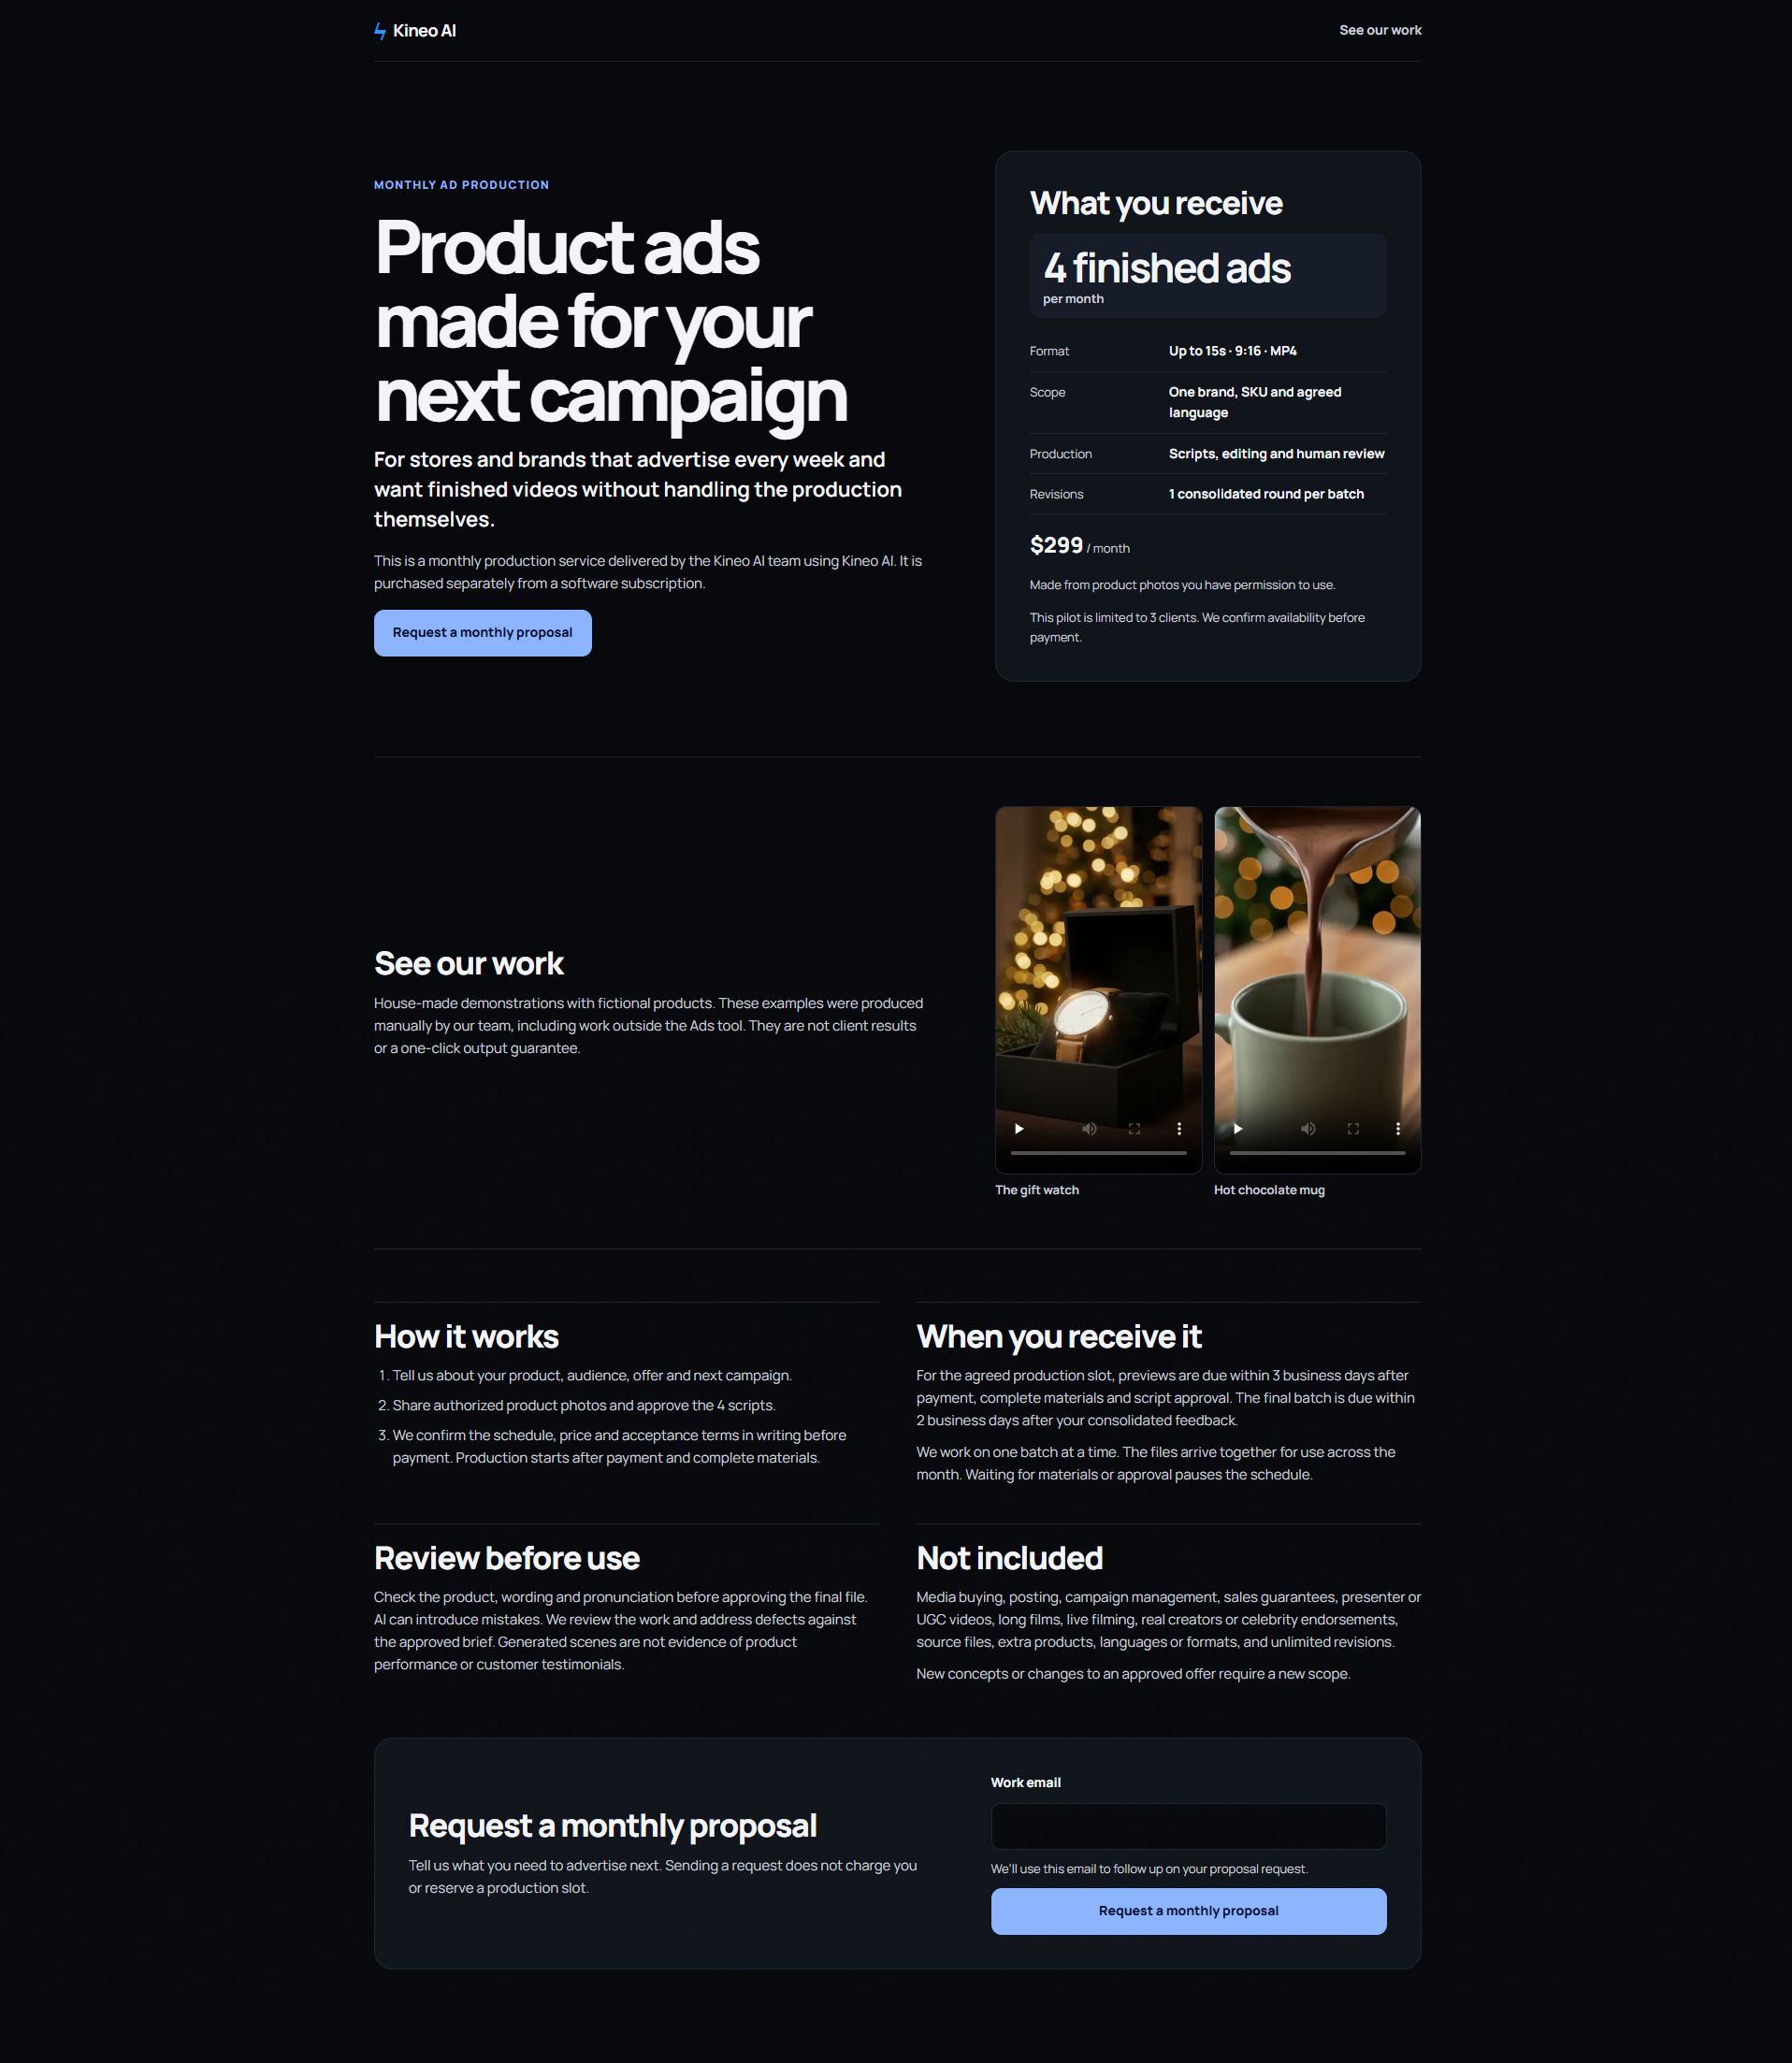 Kineo AI
See our work
MONTHLY AD PRODUCTION
Product ads
made for your
next campaign
For stores and brands that advertise every week and
want finished videos without handling the production
themselves.
This is a monthly production service delivered by the Kineo AI team using Kineo AI. It is
purchased separately from a software subscription.
Request a monthly proposal
What you receive
4 finished ads
per month
Format
Up to 15s · 9:16 · MP4
Scope
One brand, SKU and agreed
language
Production
Scripts, editing and human review
Revisions
1 consolidated round per batch
$299 / month
Made from product photos you have permission to use.
This pilot is limited to 3 clients. We confirm availability before
payment.
See our work
House-made demonstrations with fictional products. These examples were produced
manually by our team, including work outside the Ads tool. They are not client results
or a one-click output guarantee.
The gift watch
Hot chocolate mug
How it works
1. Tell us about your product, audience, offer and next campaign.
2. Share authorized product photos and approve the 4 scripts.
3. We confirm the schedule, price and acceptance terms in writing before
payment. Production starts after payment and complete materials.
When you receive it
For the agreed production slot, previews are due within 3 business days after
payment, complete materials and script approval. The final batch is due within
2 business days after your consolidated feedback.
We work on one batch at a time. The files arrive together for use across the
month. Waiting for materials or approval pauses the schedule.
Review before use
Check the product, wording and pronunciation before approving the final file.
AI can introduce mistakes. We review the work and address defects against
the approved brief. Generated scenes are not evidence of product
performance or customer testimonials.
Not included
Media buying, posting, campaign management, sales guarantees, presenter or
UGC videos, long films, live filming, real creators or celebrity endorsements,
source files, extra products, languages or formats, and unlimited revisions.
New concepts or changes to an approved offer require a new scope.
Request a monthly proposal
Tell us what you need to advertise next. Sending a request does not charge you
or reserve a production slot.
Work email
We'll use this email to follow up on your proposal request.
Request a monthly proposal